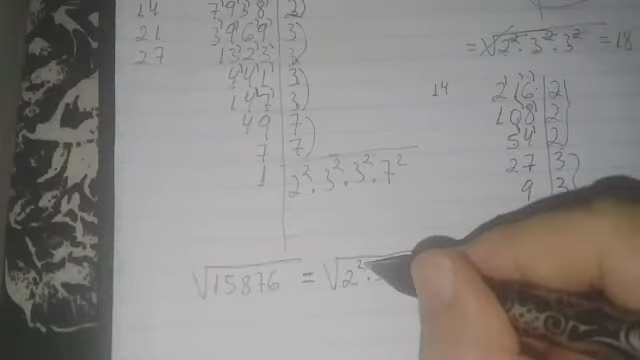 14 7938 2
21 3969 3
27 1323 3
441 3
147 3
49 7
7 7
1 2². 3². 3². 7²
√15876 = √2².
= √2². 3². 3² = 18
14 216 2
108 2
54 2
27 3
9 3